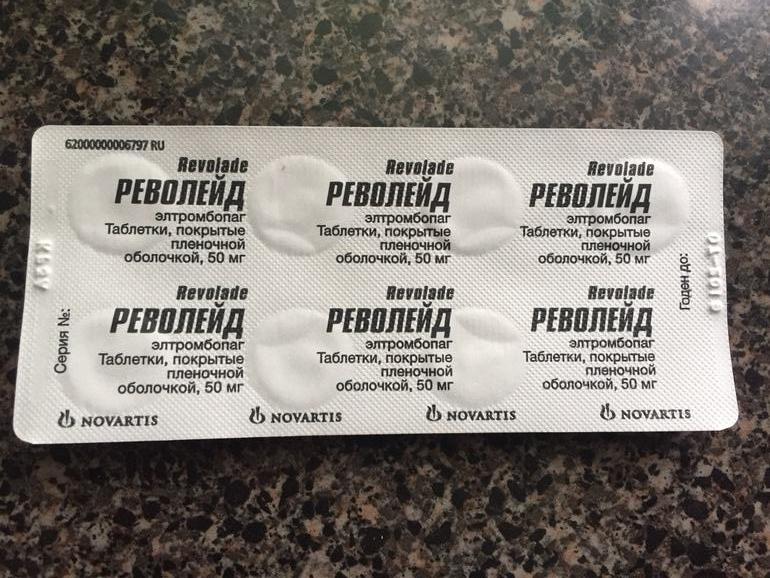 62000000006797 RU
Revolade
РЕВОЛЕЙД
элтромбопаг
Таблетки, покрытые
пленочной
оболочкой, 50 мг
Revolade
РЕВОЛЕЙД
элтромбопаг
Таблетки, покрытые
пленочной
оболочкой, 50 мг
Revolade
РЕВОЛЕЙД
элтромбопаг
Таблетки, покрытые
пленочной
оболочкой, 50 мг
Годен до:
Серия №:
Revolade
РЕВОЛЕЙД
элтромбопаг
Таблетки, покрытые
пленочной
оболочкой, 50 мг
NOVARTIS
Revolade
РЕВОЛЕЙД
элтромбопаг
Таблетки, покрытые
пленочной
оболочкой, 50 мг
NOVARTIS
Revolade
РЕВОЛЕЙД
элтромбопаг
Таблетки, покрытые
пленочной
оболочкой, 50 мг
NOVARTIS
NOVARTIS